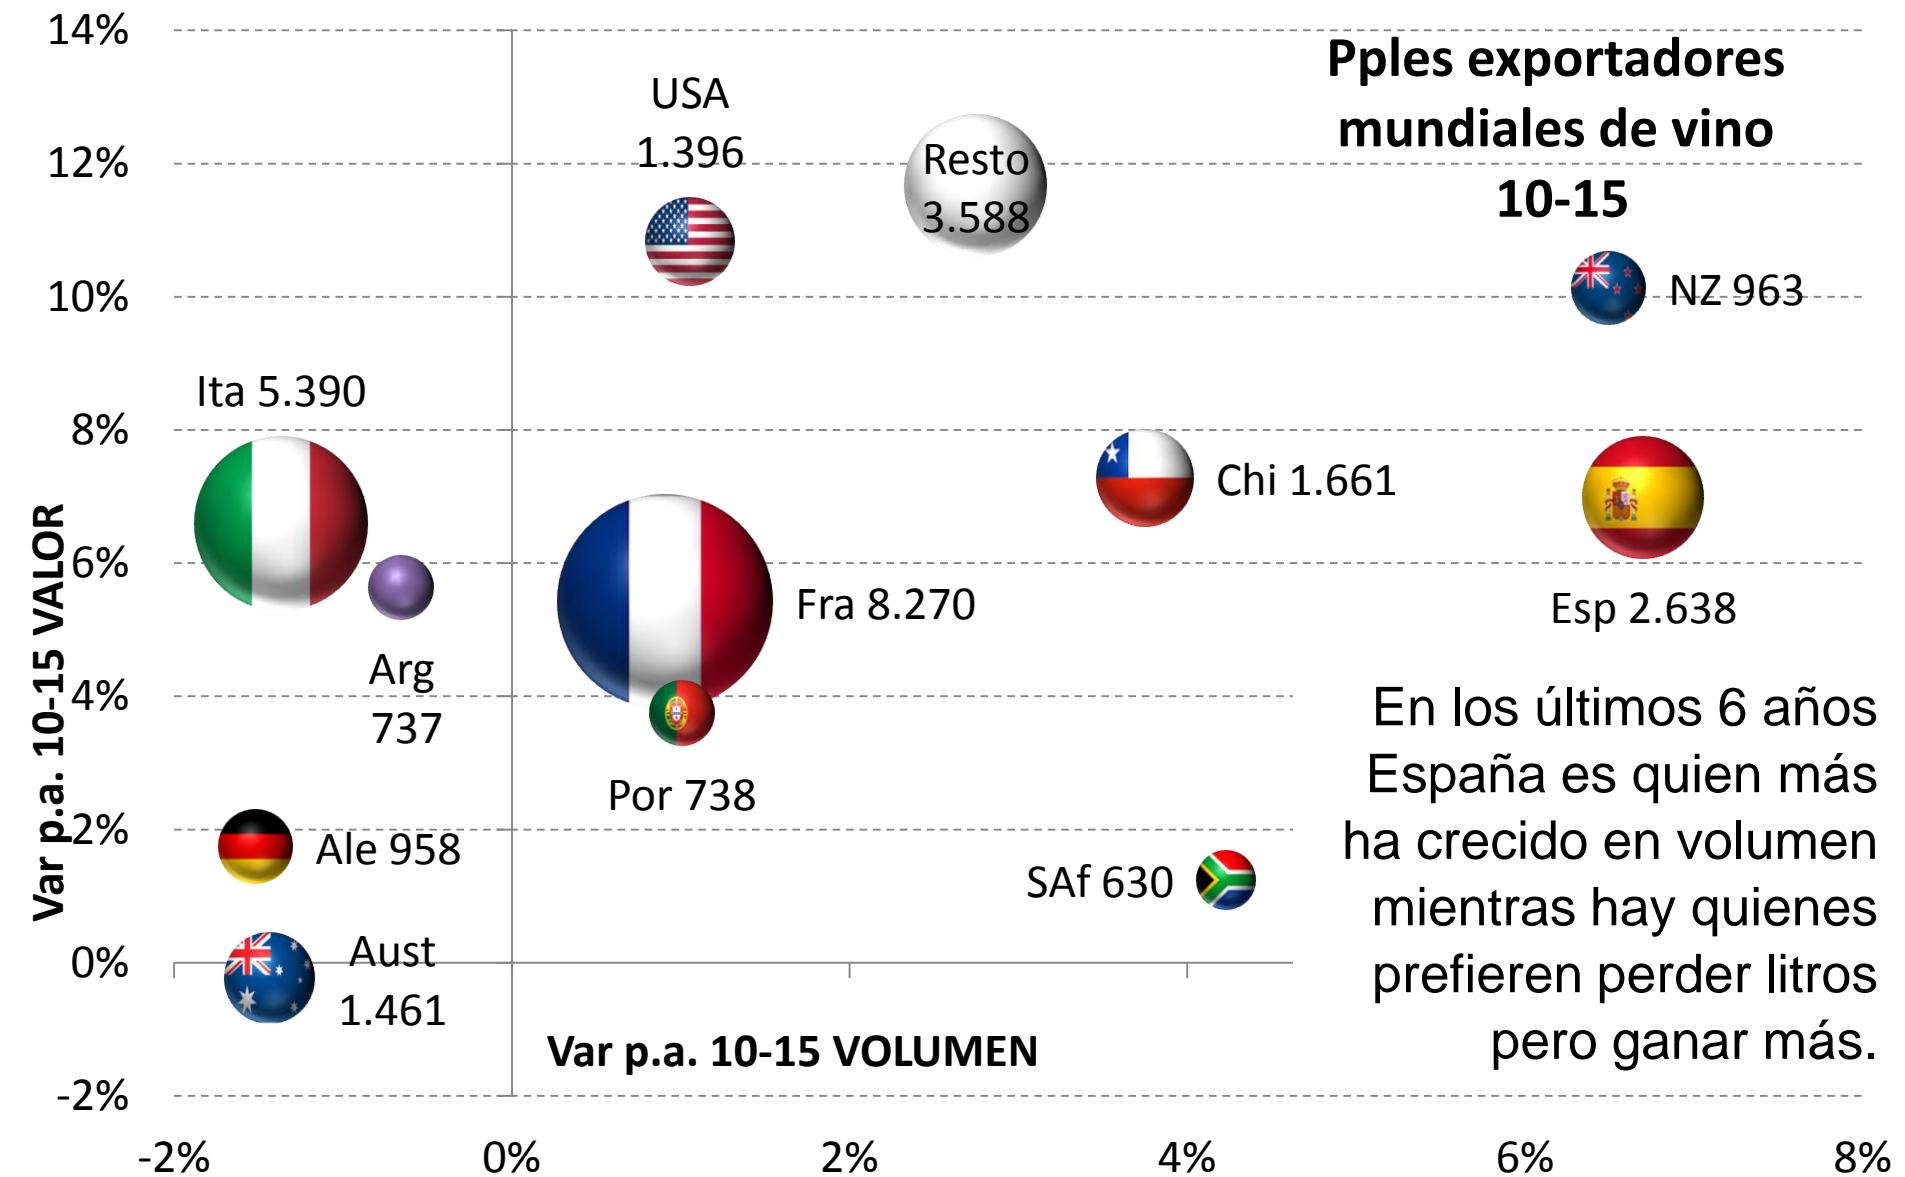 Pples exportadores
mundiales de vino
10-15
14%
12%
10%
8%
6%
4%
2%
0%
-2%
Var p.a. 10-15 VALOR
USA
1.396
Resto
3.588
NZ 963
Ita 5.390
Chi 1.661
Esp 2.638
Fra 8.270
Arg
737
Por 738
Ale 958
SAf 630
Aust
1.461
En los últimos 6 años
España es quien más
ha crecido en volumen
mientras hay quienes
prefieren perder litros
pero ganar más.
Var p.a. 10-15 VOLUMEN
-2%
0%
2%
4%
6%
8%